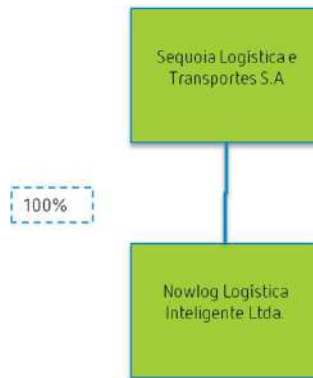 Sequoia Logística e
Transportes S.A
100%
Nowlog Logística
Inteligente Ltda.